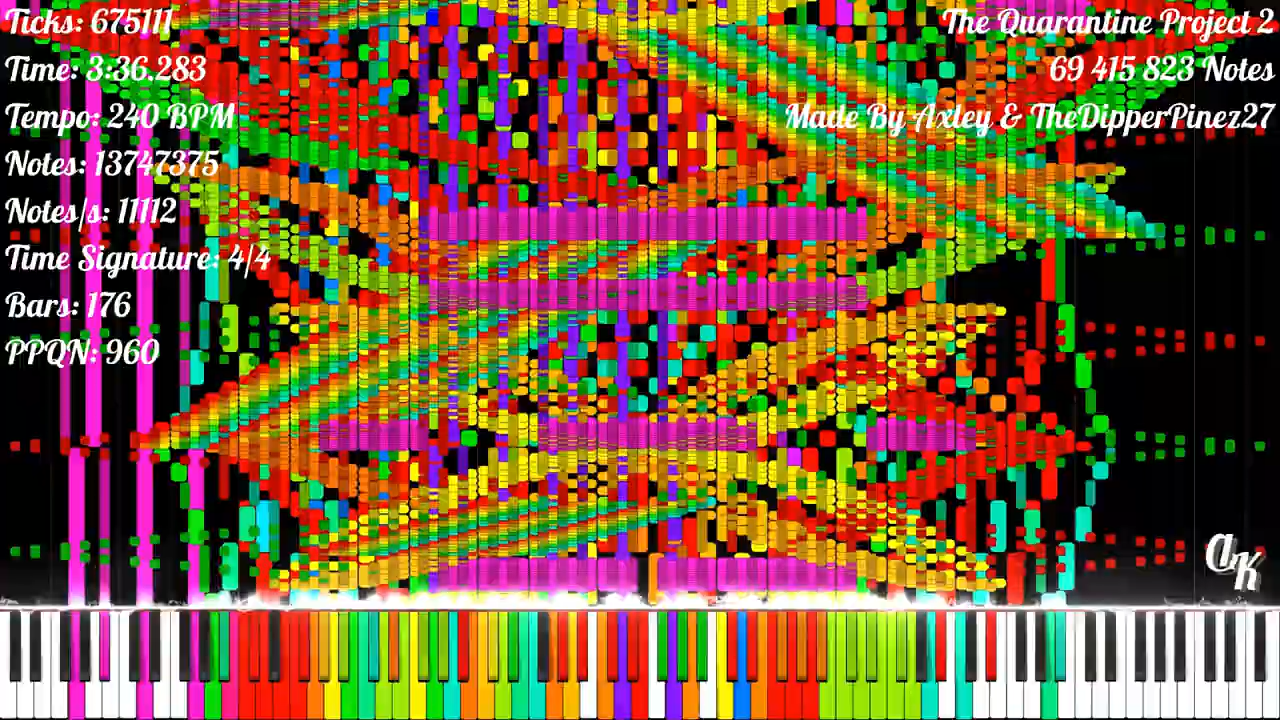 Ticks: 675111
Time: 3:36.283
Tempo: 240 BPM
Notes: 13747375
Notes/s: 11112
Time Signature: 4/4
Bars: 176
PPQN: 960
The Quarantine Project 2
69 415 823 Notes
Made By Axley & TheDipperPinez27
aK